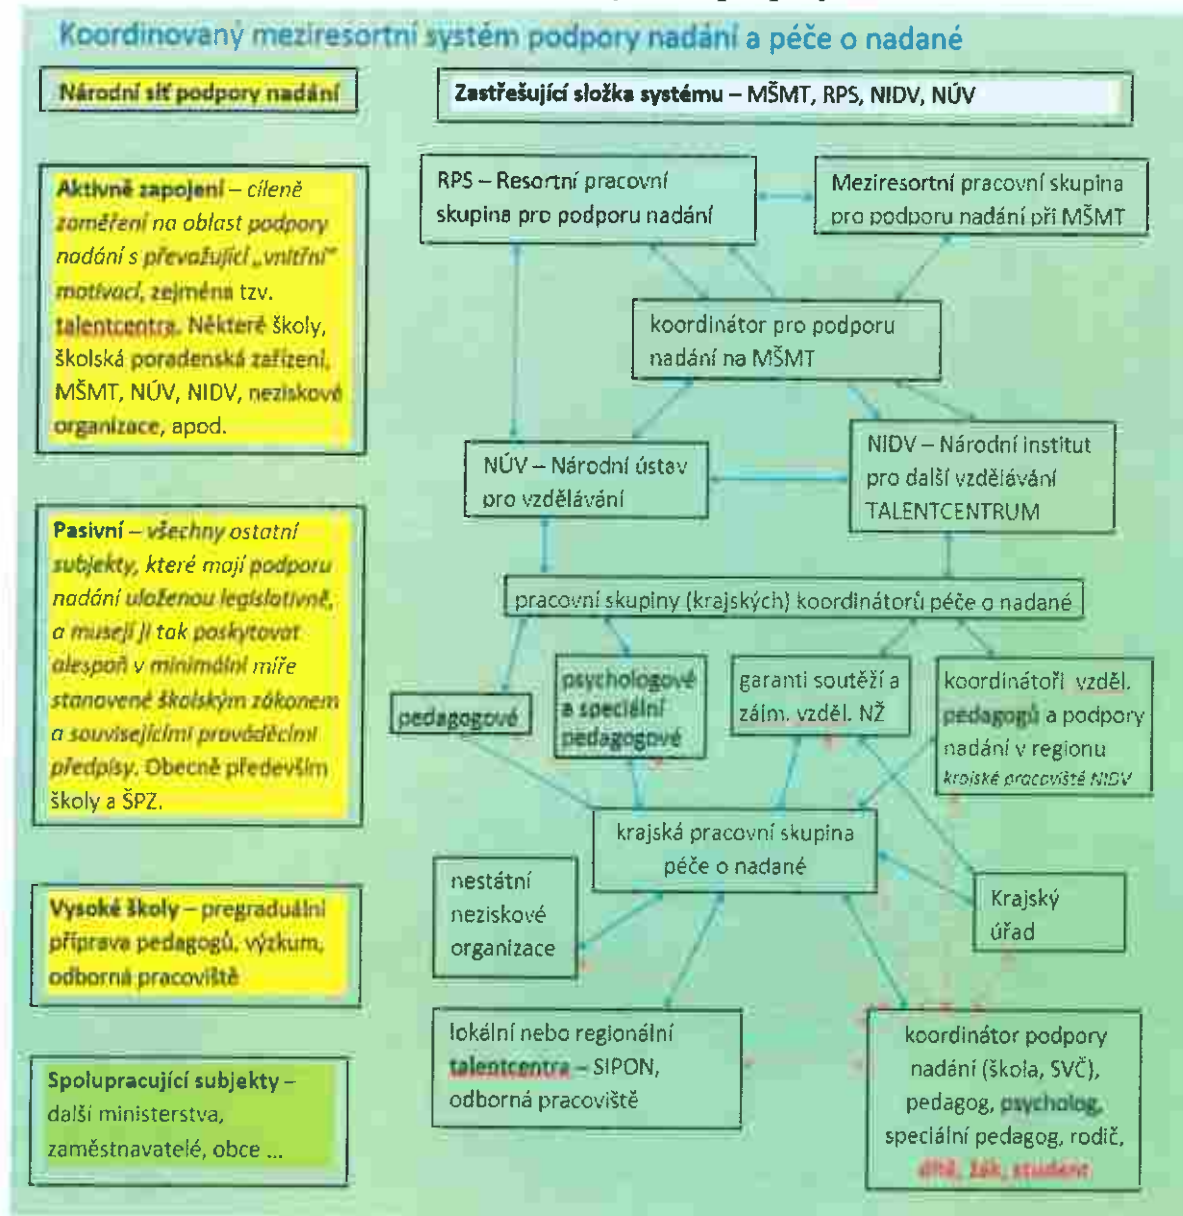 Koordinovaný meziresortní systém podpory nadání a péče o nadané
Národní síť podpory nadání
Zastřešující složka systému – MŠMT, RPS, NIDV, NÚV
Aktivně zapojení – cíleně
zaměření na oblast podpory
nadání s převažující „vnitřní“
motivací, zejména tzv.
talentcentra. Některé školy,
školská poradenská zařízení,
MŠMT, NÚV, NIDV, neziskové
organizace, apod.
Pasivní – všechny ostatní
subjekty, které mají podporu
nadání uloženou legislativně,
a musejí ji tak poskytovat
alespoň v minimální míře
stanovené školským zákonem
a souvisejícími prováděcími
předpisy. Obecně především
školy a ŠPZ.
Vysoké školy – pregraduální
příprava pedagogů, výzkum,
odborná pracoviště
Spolupracující subjekty –
další ministerstva,
zaměstnavatelé, obce ...
RPS – Resortní pracovní
skupina pro podporu nadání
Meziresortní pracovní skupina
pro podporu nadání při MŠMT
koordinátor pro podporu
nadání na MŠMT
NÚV – Národní ústav
pro vzdělávání
NIDV – Národní institut
pro další vzdělávání
TALENTCENTRUM
pracovní skupiny (krajských) koordinátorů péče o nadané
pedagogové
psychologové
a speciální
pedagogové
garanti soutěží a
zájm. vzděl. NŽ
koordinátoři vzděl.
pedagogů a podpory
nadání v regionu
krajské pracoviště NIDV
krajská pracovní skupina
péče o nadané
nestátní
neziskové
organizace
Krajský
úřad
lokální nebo regionální
talentcentra – SIPON,
odborná pracoviště
koordinátor podpory
nadání (škola, SVČ),
pedagog, psycholog,
speciální pedagog, rodič,
dítě, žák, student